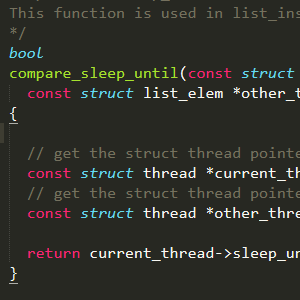 This function is used in list_ins
*/
bool
compare_sleep_until(const struct
const struct list_elem *other_t
{
// get the struct thread pointe
const struct thread *current_th
// get the struct thread pointe
const struct thread *other_thre
return current_thread->sleep_un
}